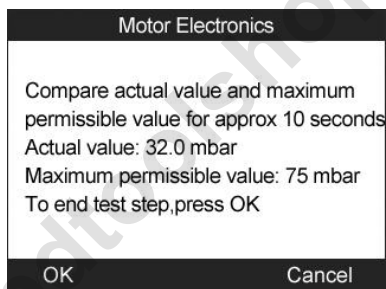 Motor Electronics
Compare actual value and maximum
permissible value for approx 10 seconds
Actual value: 32.0 mbar
Maximum permissible value: 75 mbar
To end test step,press OK
OK Cancel